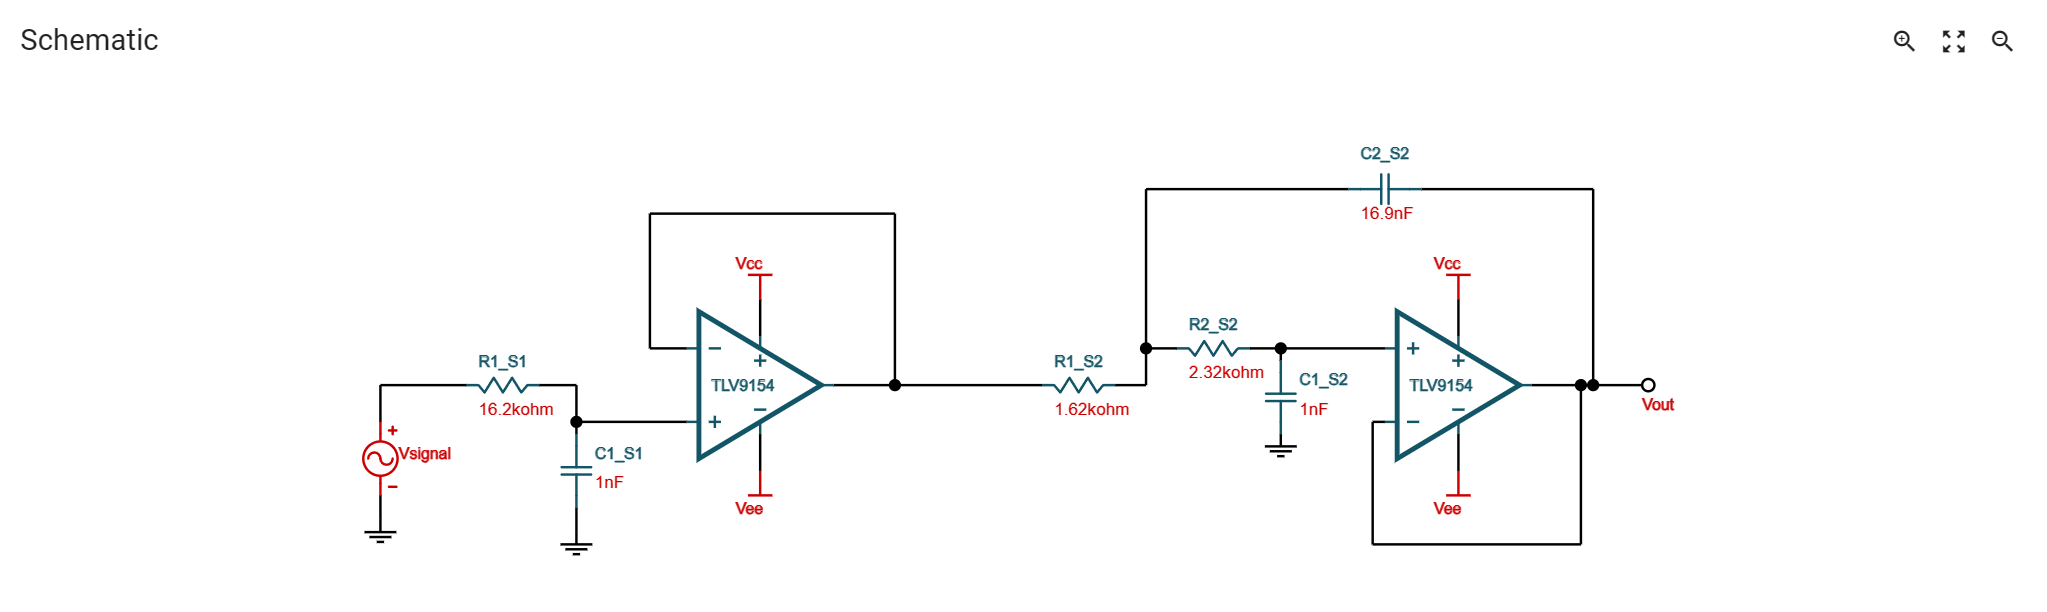 Schematic
C2_S2
16.9nF
Vcc
Vcc
R2_S2
2.32kohm
R1_S1
16.2kohm
TLV9154
R1_S2
1.62kohm
C1_S2
1nF
TLV9154
Vout
Vsignal
C1_S1
1nF
Vee
Vee